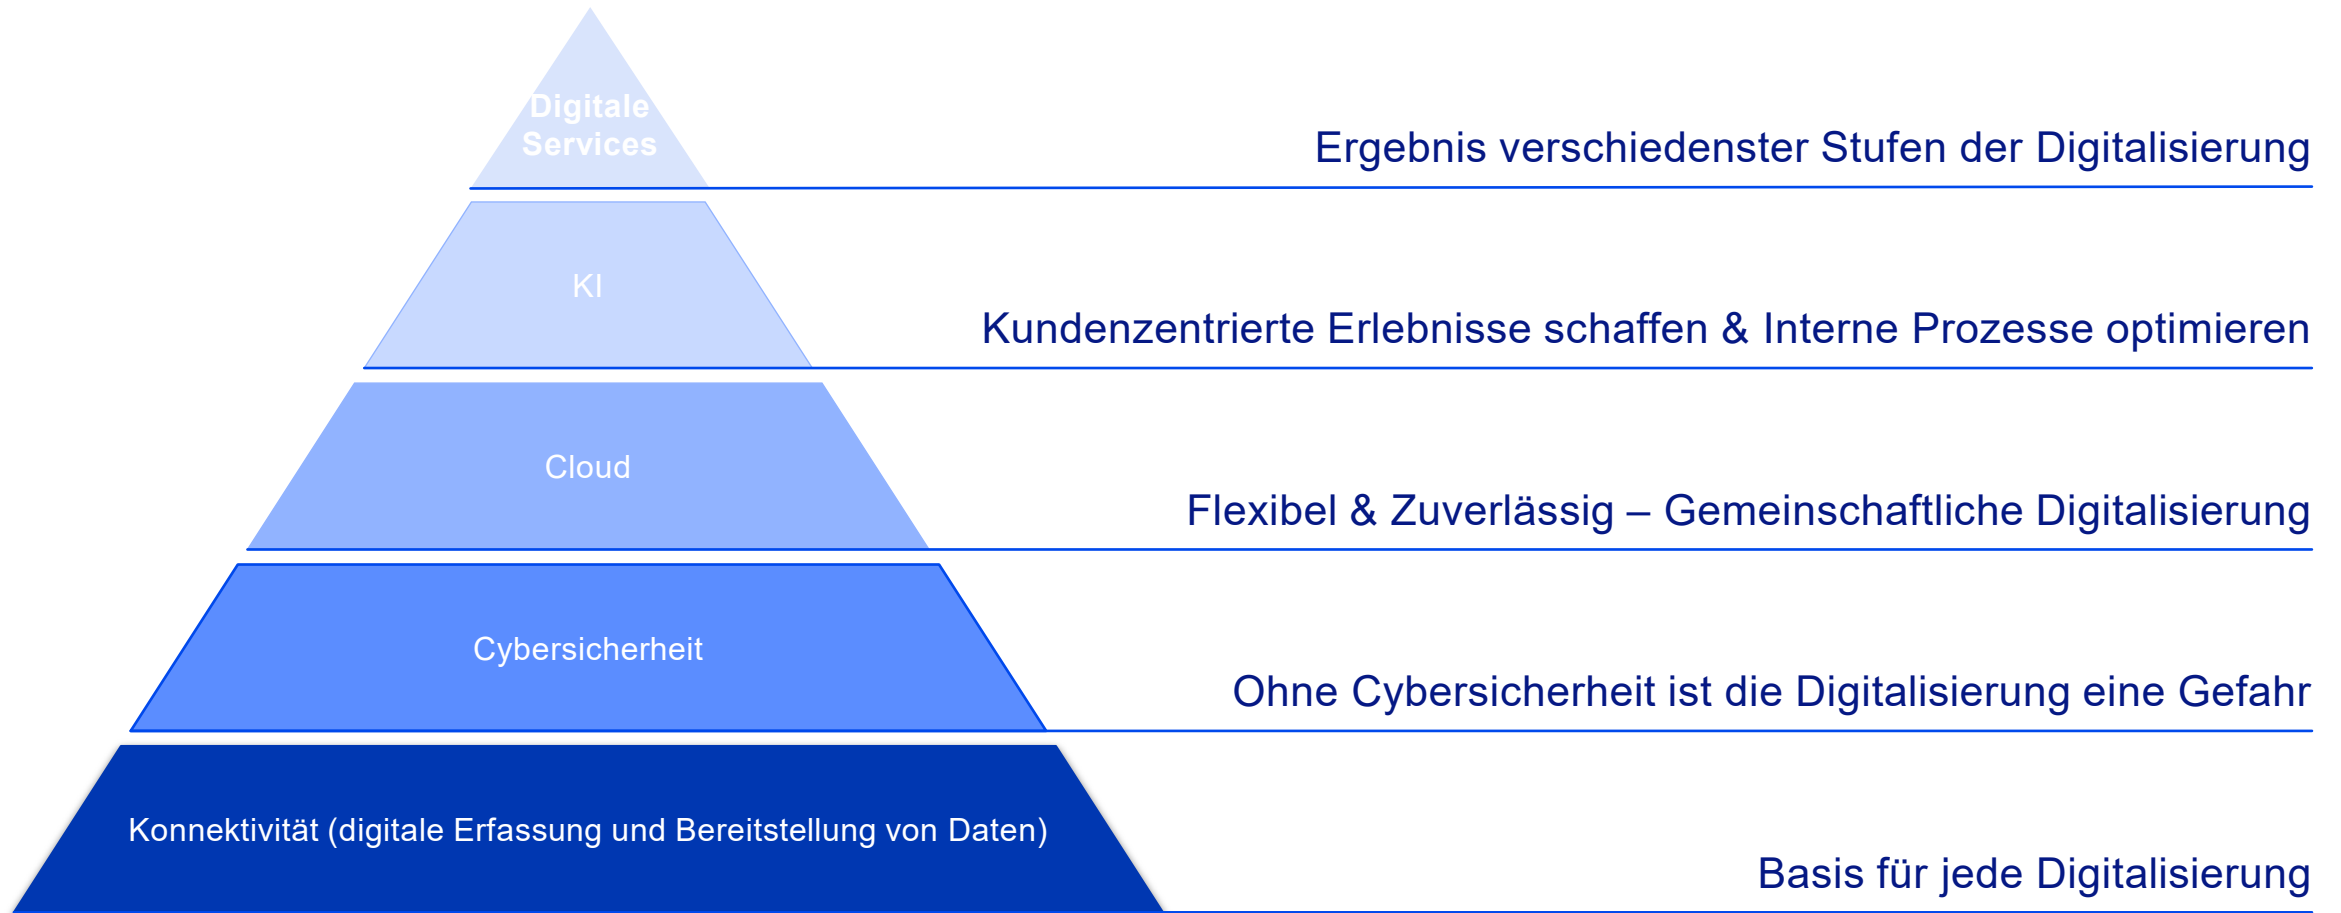 Digitale
Services
Ergebnis verschiedenster Stufen der Digitalisierung
KI
Kundenzentrierte Erlebnisse schaffen & Interne Prozesse optimieren
Cloud
Flexibel & Zuverlässig – Gemeinschaftliche Digitalisierung
Cybersicherheit
Ohne Cybersicherheit ist die Digitalisierung eine Gefahr
Konnektivität (digitale Erfassung und Bereitstellung von Daten)
Basis für jede Digitalisierung